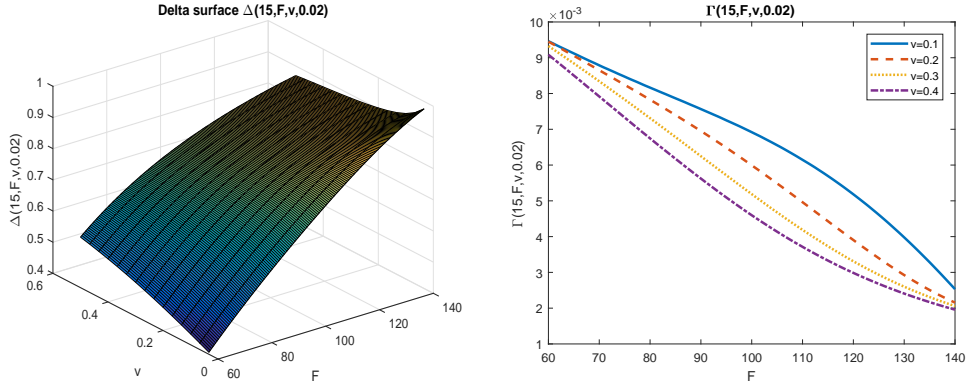 Delta surface Δ(15,F,v,0.02)
Δ(15,F,v,0.02)
1
0.9
0.8
0.7
0.6
0.5
0.4
0.6
0.4
0.2
0
v
60
80
100
120
140
F
Γ(15,F,v,0.02)
10 ×10⁻³
9
8
7
6
5
4
3
2
1
Γ(15,F,v,0.02)
v=0.1
v=0.2
v=0.3
v=0.4
60 70 80 90 100 110 120 130 140
F